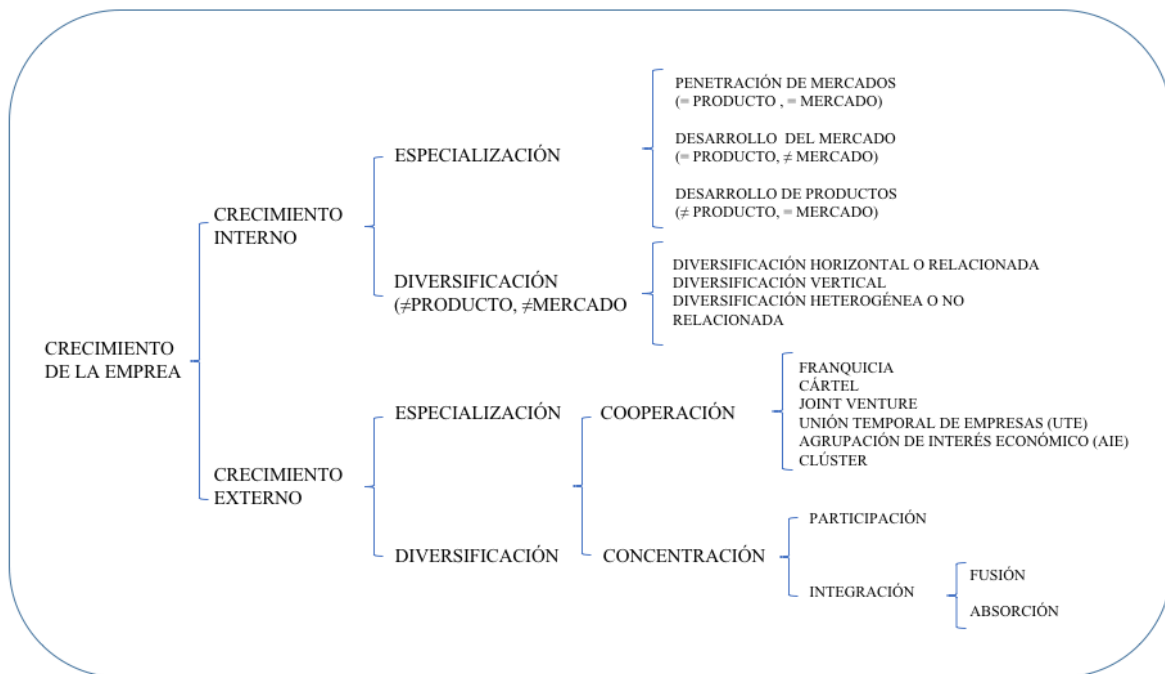 PENETRACIÓN DE MERCADOS
(= PRODUCTO , = MERCADO)
DESARROLLO DEL MERCADO
(= PRODUCTO, ≠ MERCADO)
DESARROLLO DE PRODUCTOS
(≠ PRODUCTO, = MERCADO)
ESPECIALIZACIÓN
CRECIMIENTO
INTERNO
DIVERSIFICACIÓN
(≠PRODUCTO, ≠MERCADO
DIVERSIFICACIÓN HORIZONTAL O RELACIONADA
DIVERSIFICACIÓN VERTICAL
DIVERSIFICACIÓN HETEROGÉNEA O NO
RELACIONADA
CRECIMIENTO
DE LA EMPREA
FRANQUICIA
CÁRTEL
JOINT VENTURE
UNIÓN TEMPORAL DE EMPRESAS (UTE)
AGRUPACIÓN DE INTERÉS ECONÓMICO (AIE)
CLÚSTER
ESPECIALIZACIÓN
COOPERACIÓN
CRECIMIENTO
EXTERNO
DIVERSIFICACIÓN
CONCENTRACIÓN
PARTICIPACIÓN
INTEGRACIÓN
FUSIÓN
ABSORCIÓN